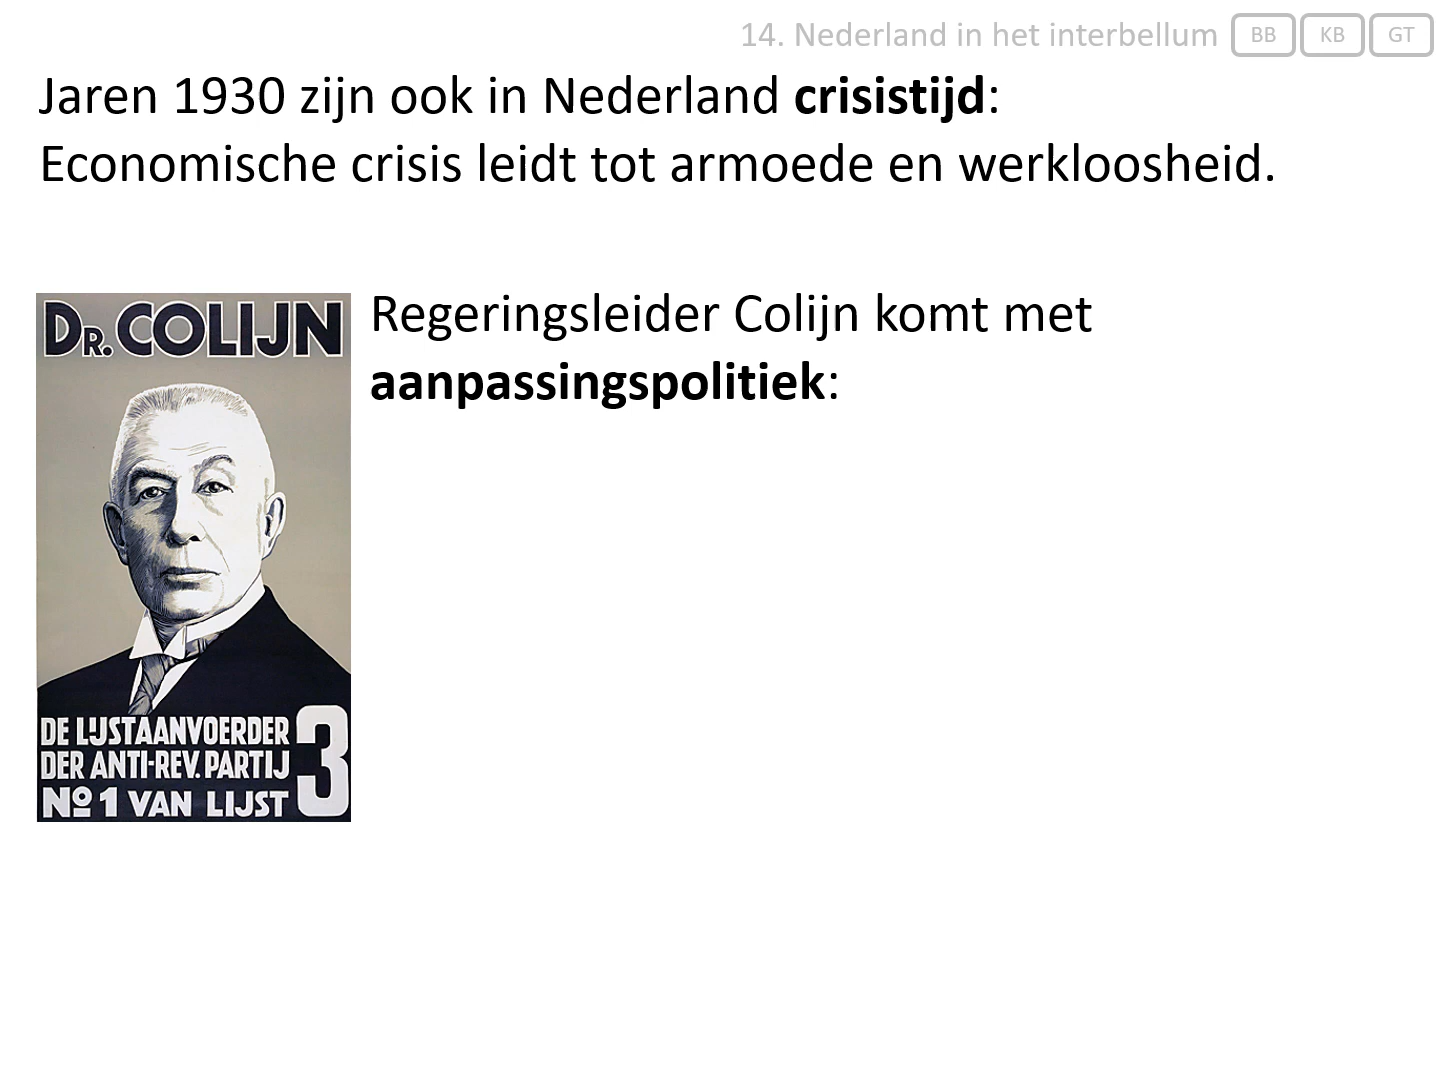 14. Nederland in het interbellum BB KB GT
Jaren 1930 zijn ook in Nederland crisistijd:
Economische crisis leidt tot armoede en werkloosheid.
Regeringsleider Colijn komt met
aanpassingspolitiek:
DR. COLIJN
DE LIJSTAANVOERDER
DER ANTI-REV. PARTIJ
Nº 1 VAN LIJST 3